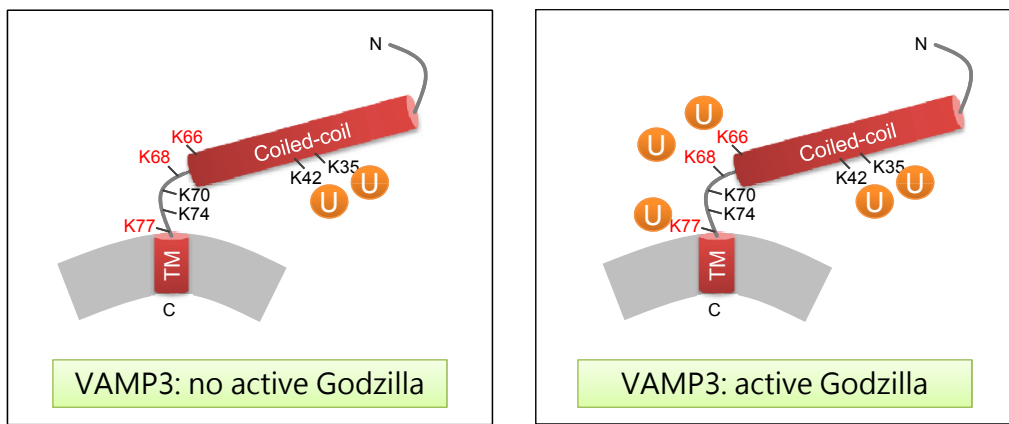 N
K66
Coiled-coil
K68
K35
K42
K70
U
U
K74
K77
TM
C
VAMP3: no active Godzilla
N
U
U
K66
Coiled-coil
K68
K35
K42
K70
U
U
K74
U
K77
TM
C
VAMP3: active Godzilla